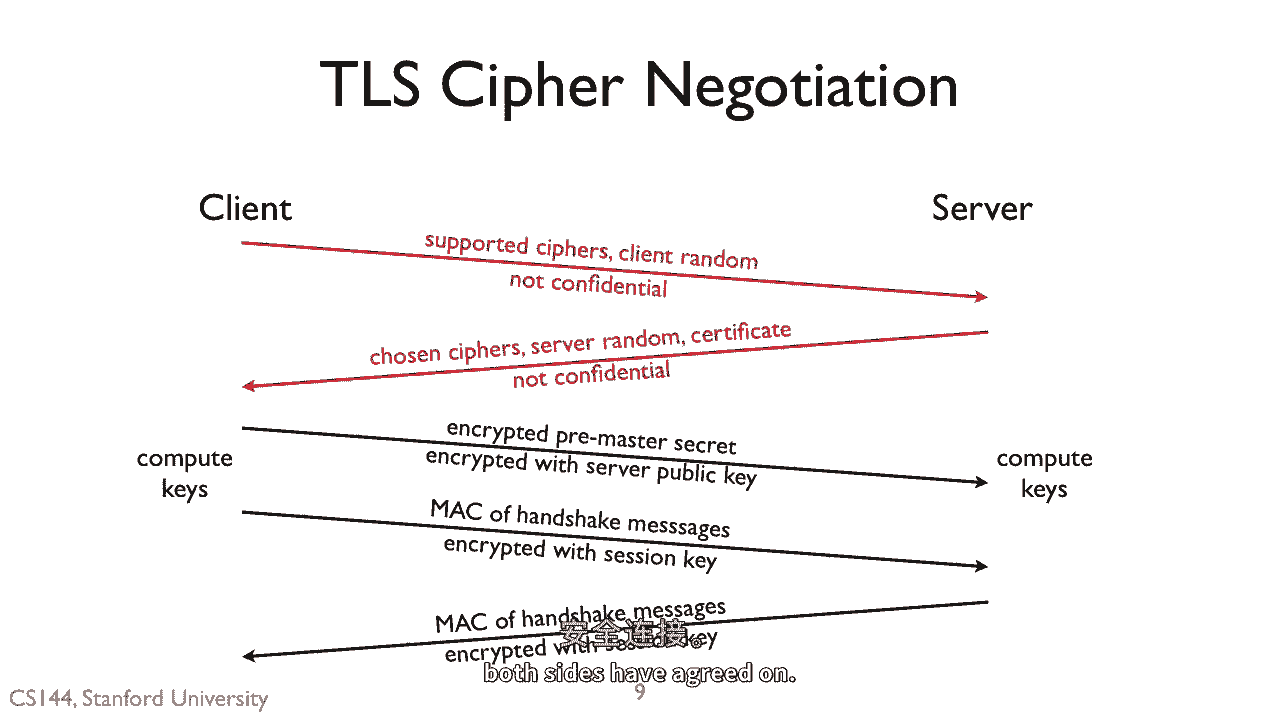 TLS Cipher Negotiation
Client
Server
supported ciphers, client random
not confidential
chosen ciphers, server random, certificate
not confidential
encrypted pre-master secret
encrypted with server public key
compute
keys
compute
keys
MAC of handshake messsages
encrypted with session key
MAC of handshake messages
encrypted with session key
安全连接。
both sides have agreed on.
9
CS144, Stanford University